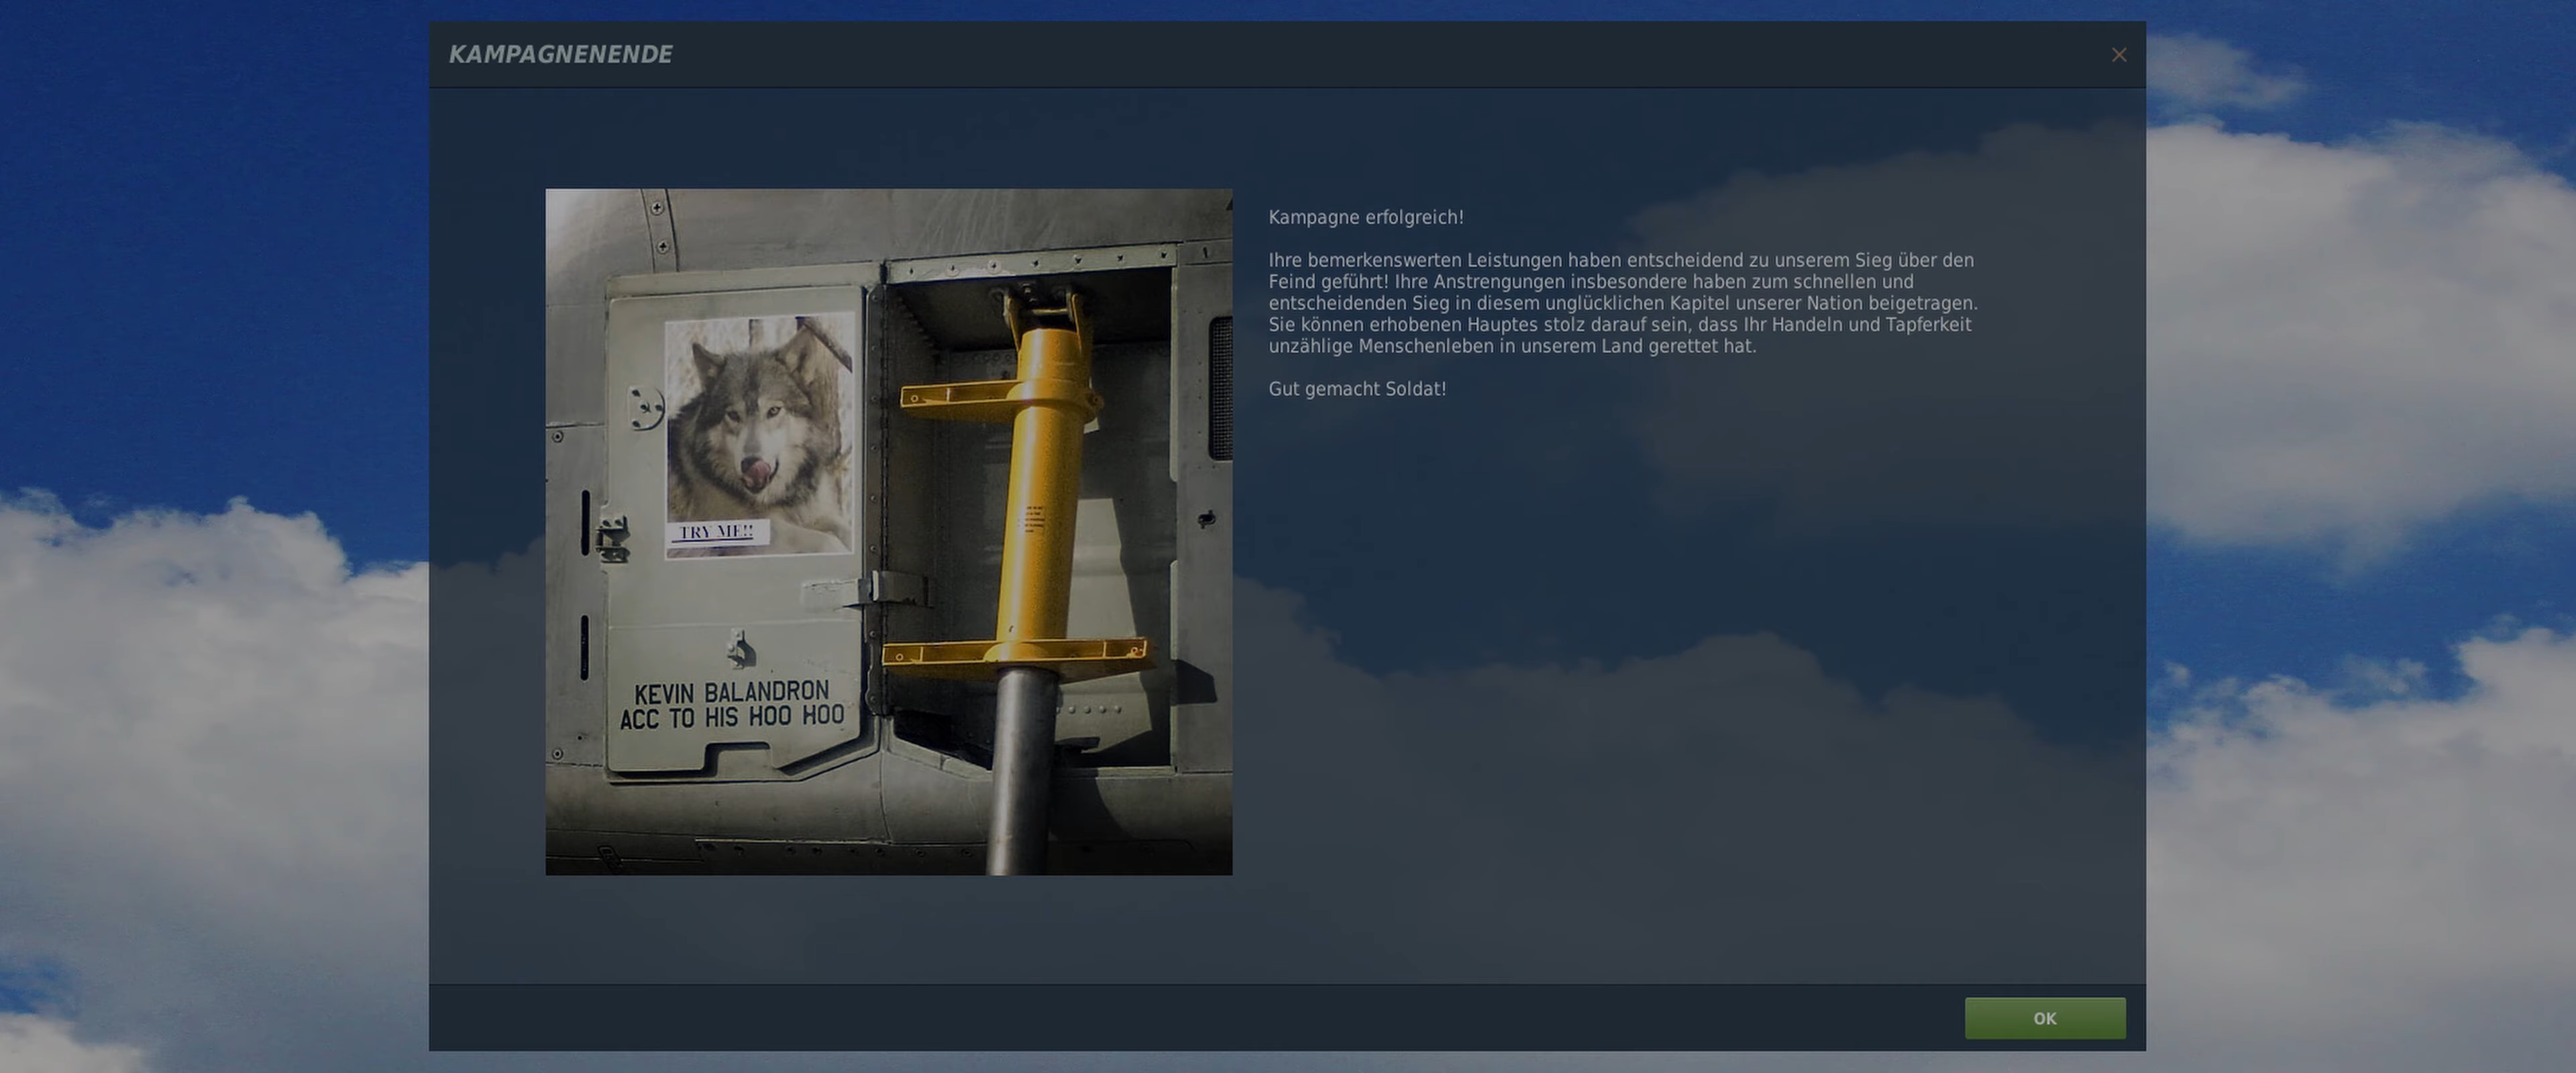 KAMPAGNENENDE
TRY ME!!
KEVIN BALANDRON
ACC TO HIS HOO HOO
Kampagne erfolgreich!
Ihre bemerkenswerten Leistungen haben entscheidend zu unserem Sieg über den
Feind geführt! Ihre Anstrengungen insbesondere haben zum schnellen und
entscheidenden Sieg in diesem unglücklichen Kapitel unserer Nation beigetragen.
Sie können erhobenen Hauptes stolz darauf sein, dass Ihr Handeln und Tapferkeit
unzählige Menschenleben in unserem Land gerettet hat.
Gut gemacht Soldat!
OK